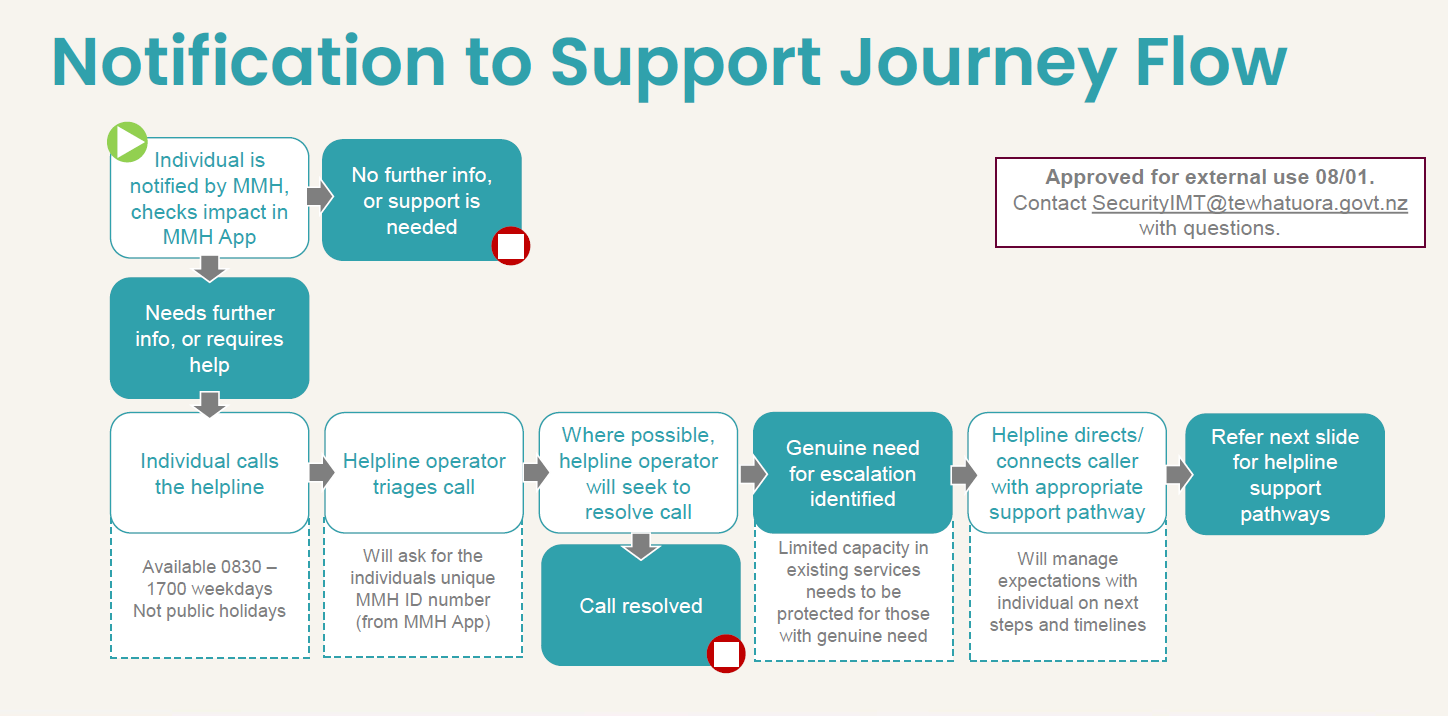 Notification to Support Journey Flow
Individual is
notified by MMH,
checks impact in
MMH App
No further info,
or support is
needed
Approved for external use 08/01.
Contact SecurityIMT@tewhatuora.govt.nz
with questions.
Needs further
info, or requires
help
Individual calls
the helpline
Available 0830 –
1700 weekdays
Not public holidays
Helpline operator
triages call
Will ask for the
individuals unique
MMH ID number
(from MMH App)
Where possible,
helpline operator
will seek to
resolve call
Call resolved
Genuine need
for escalation
identified
Limited capacity in
existing services
needs to be
protected for those
with genuine need
Helpline directs/
connects caller
with appropriate
support pathway
Will manage
expectations with
individual on next
steps and timelines
Refer next slide
for helpline
support
pathways